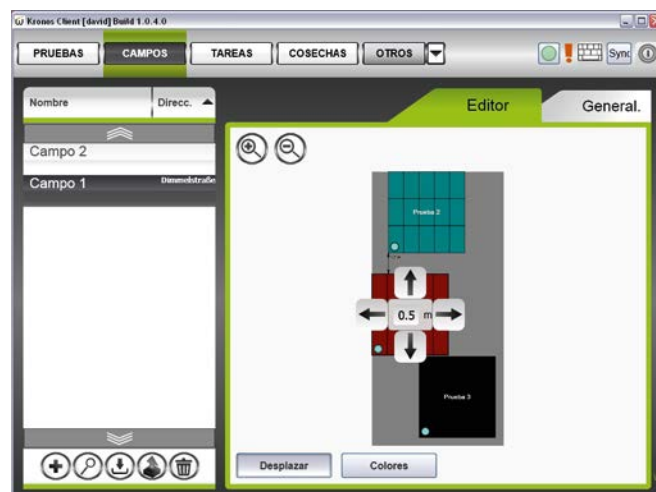 Kronos Client [david] Build 1.0.4.0
PRUEBAS CAMPOS TAREAS COSECHAS OTROS Sync
Nombre Direcc.
Editor General.
Campo 2
Campo 1 Dimmelstraße
Prueba 2
0.5 m
Prueba 3
Desplazar Colores